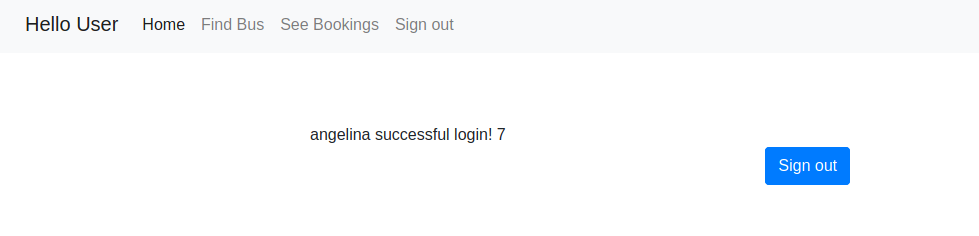 Hello User Home Find Bus See Bookings Sign out
angelina successful login! 7
Sign out